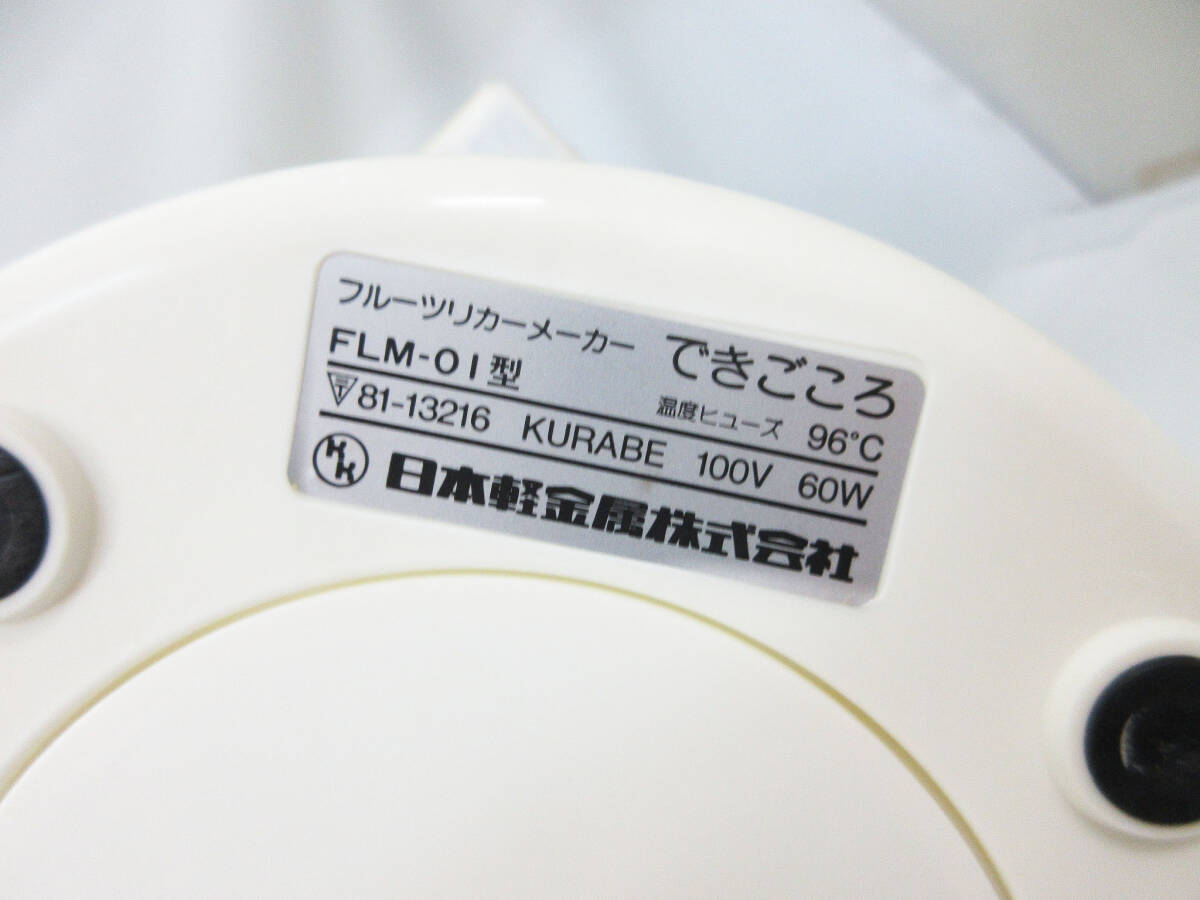 フルーツリカーメーカー できごころ
FLM-01型 温度ヒューズ 96°C
81-13216 KURABE 100V 60W
日本軽金属株式会社